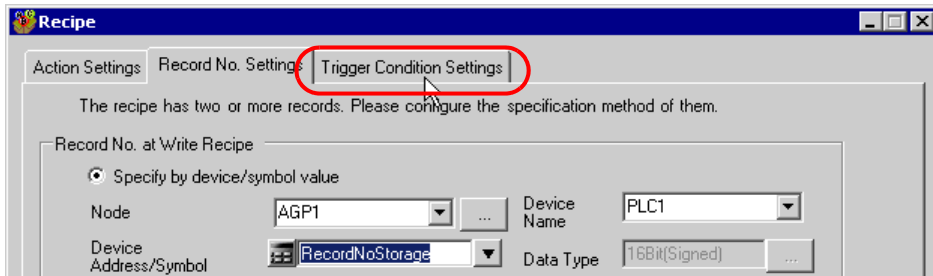 Recipe
Action Settings Record No. Settings Trigger Condition Settings
The recipe has two or more records. Please configure the specification method of them.
Record No. at Write Recipe
Specify by device/symbol value
Node AGP1 ... Device Name PLC1
Device Address/Symbol RecordNoStorage Data Type 16Bit(Signed) ...